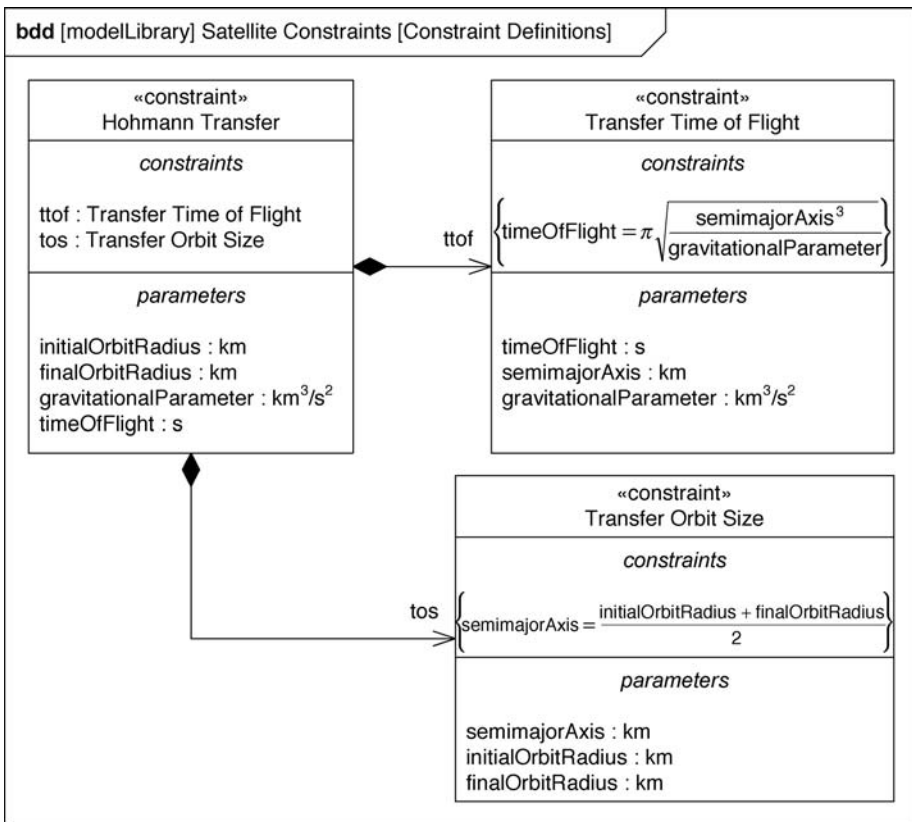 bdd [modelLibrary] Satellite Constraints [Constraint Definitions]
«constraint»
Hohmann Transfer
constraints
ttof : Transfer Time of Flight
tos : Transfer Orbit Size
parameters
initialOrbitRadius : km
finalOrbitRadius : km
gravitationalParameter : km³/s²
timeOfFlight : s
ttof
«constraint»
Transfer Time of Flight
constraints
{timeOfFlight = π√(semimajorAxis³/gravitationalParameter)}
parameters
timeOfFlight : s
semimajorAxis : km
gravitationalParameter : km³/s²
tos
«constraint»
Transfer Orbit Size
constraints
{semimajorAxis = (initialOrbitRadius + finalOrbitRadius)/2}
parameters
semimajorAxis : km
initialOrbitRadius : km
finalOrbitRadius : km